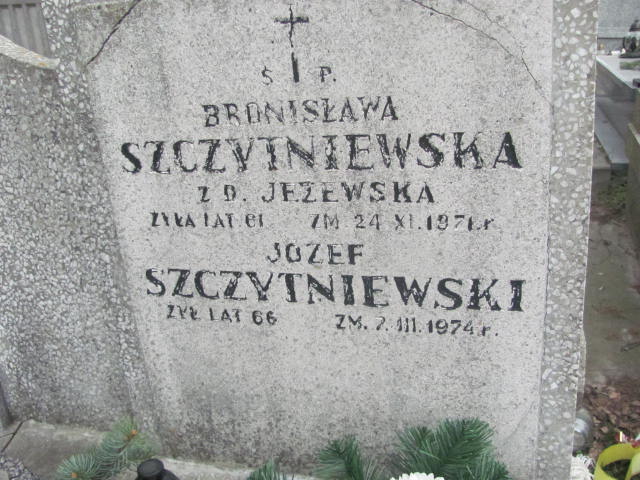 Ś P.
BRONISŁAWA
SZCZYTNIEWSKA
Z D. JEŻEWSKA
ŻYŁA LAT 61 ZM 24 XI.1971.r.
JÓZEF
SZCZYTNIEWSKI
ŻYŁ LAT 66 ZM. 7.III.1974 r.